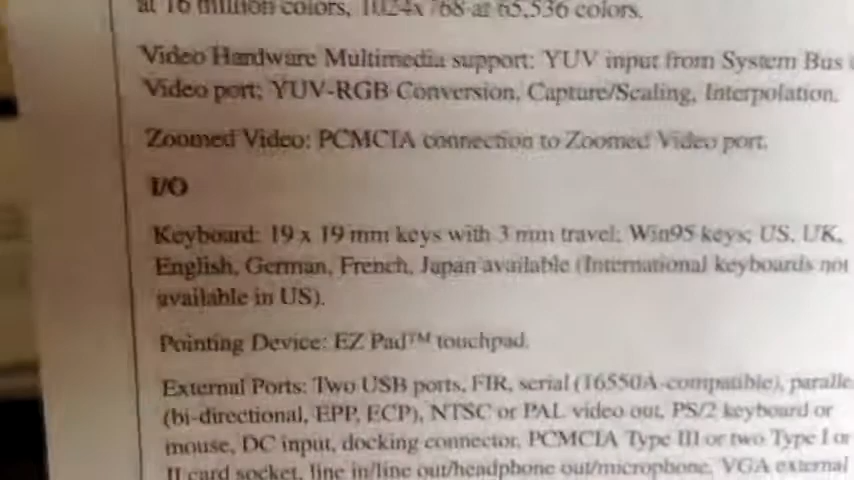 at 16 million colors, 1024x768 at 65,536 colors.
Video Hardware Multimedia support: YUV input from System Bus
Video port; YUV-RGB Conversion, Capture/Scaling, Interpolation.
Zoomed Video: PCMCIA connection to Zoomed Video port.
I/O
Keyboard: 19 x 19 mm keys with 3 mm travel; Win95 keys; US, UK,
English, German, French, Japan available (International keyboards not
available in US).
Pointing Device: EZ Pad™ touchpad.
External Ports: Two USB ports, FIR, serial (16550A-compatible), paralle
(bi-directional, EPP, ECP), NTSC or PAL video out, PS/2 keyboard or
mouse, DC input, docking connector, PCMCIA Type III or two Type I or
II card socket, line in/line out/headphone out/microphone, VGA external